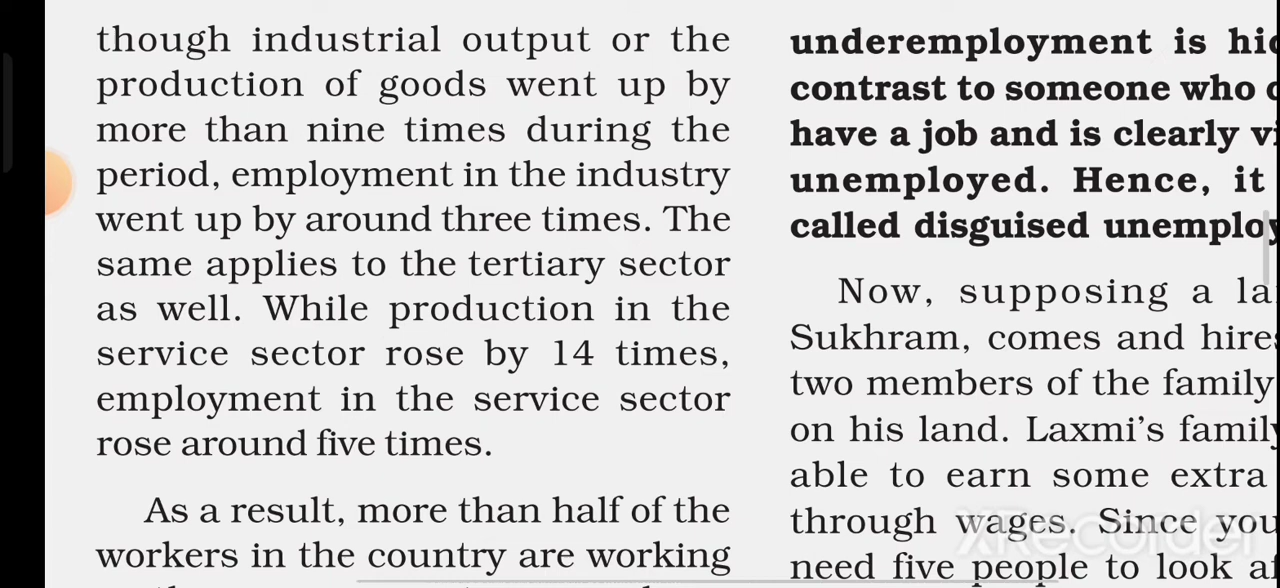 though industrial output or the
production of goods went up by
more than nine times during the
period, employment in the industry
went up by around three times. The
same applies to the tertiary sector
as well. While production in the
service sector rose by 14 times,
employment in the service sector
rose around five times.
As a result, more than half of the
workers in the country are working
underemployment is
contrast to someone who
have a job and is clearly
unemployed. Hence, it
called disguised
Now, supposing a
Sukhram, comes and
two members of the family
on his land. Laxmi's
able to earn some extra
through wages. Since
need five people to look
XRecorder